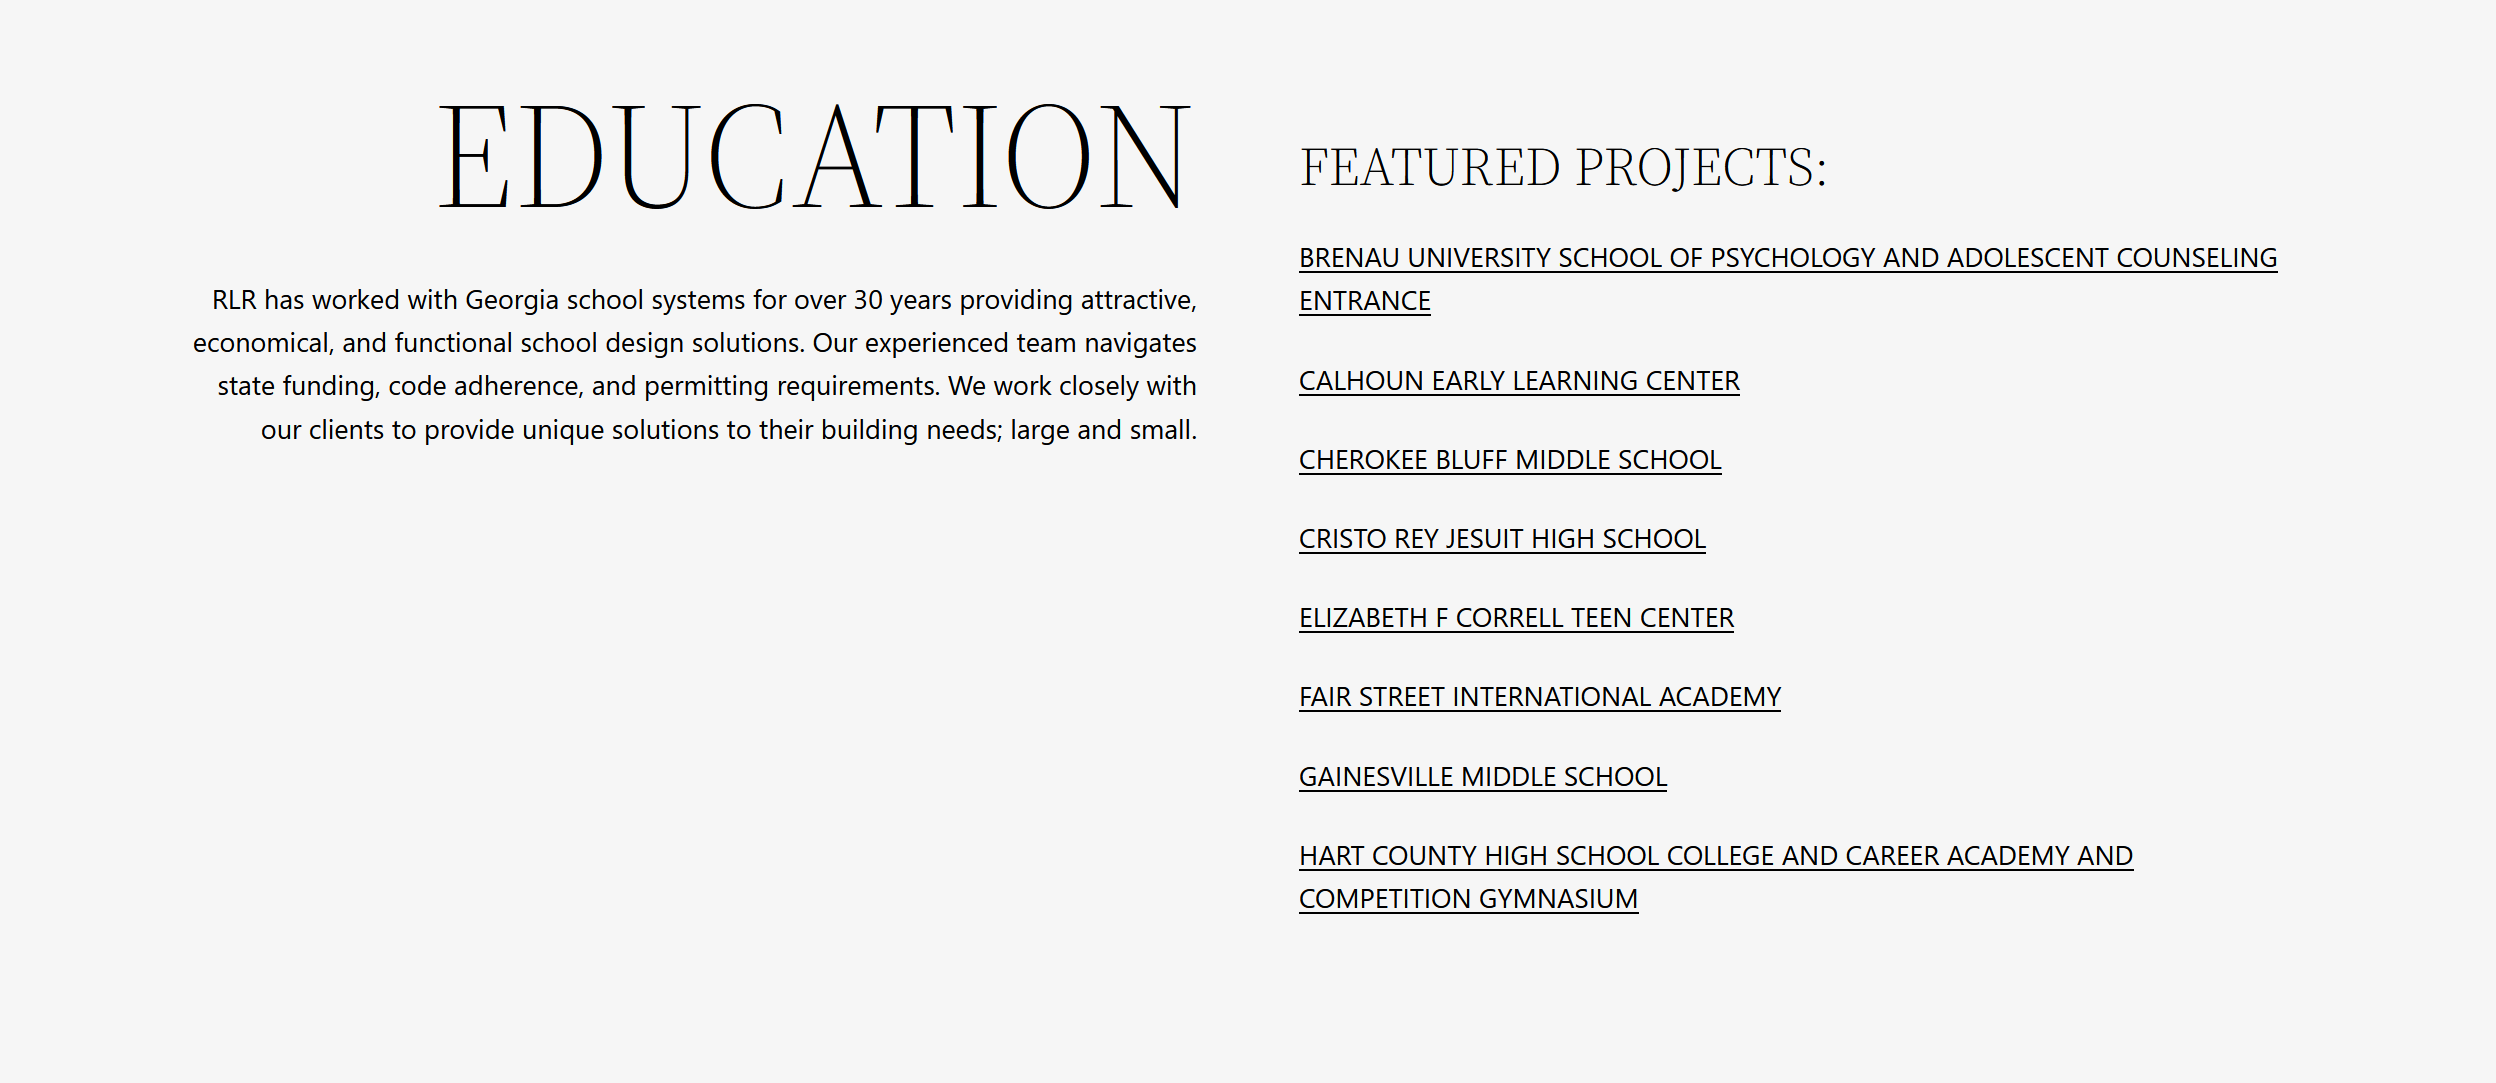 EDUCATION
RLR has worked with Georgia school systems for over 30 years providing attractive,
economical, and functional school design solutions. Our experienced team navigates
state funding, code adherence, and permitting requirements. We work closely with
our clients to provide unique solutions to their building needs; large and small.
FEATURED PROJECTS:
BRENAU UNIVERSITY SCHOOL OF PSYCHOLOGY AND ADOLESCENT COUNSELING
ENTRANCE
CALHOUN EARLY LEARNING CENTER
CHEROKEE BLUFF MIDDLE SCHOOL
CRISTO REY JESUIT HIGH SCHOOL
ELIZABETH F CORRELL TEEN CENTER
FAIR STREET INTERNATIONAL ACADEMY
GAINESVILLE MIDDLE SCHOOL
HART COUNTY HIGH SCHOOL COLLEGE AND CAREER ACADEMY AND
COMPETITION GYMNASIUM